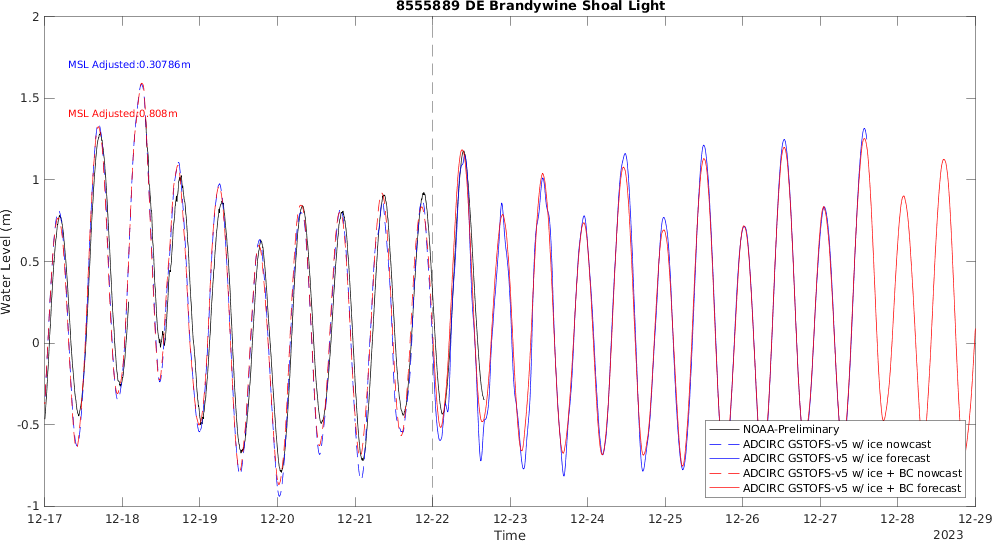 8555889 DE Brandywine Shoal Light
MSL Adjusted:0.30786m
MSL Adjusted:0.808m
Water Level (m)
2
1.5
1
0.5
0
-0.5
-1
NOAA-Preliminary
ADCIRC GSTOFS-v5 w/ ice nowcast
ADCIRC GSTOFS-v5 w/ ice forecast
ADCIRC GSTOFS-v5 w/ ice + BC nowcast
ADCIRC GSTOFS-v5 w/ ice + BC forecast
12-17 12-18 12-19 12-20 12-21 12-22 12-23 12-24 12-25 12-26 12-27 12-28 12-29
Time
2023